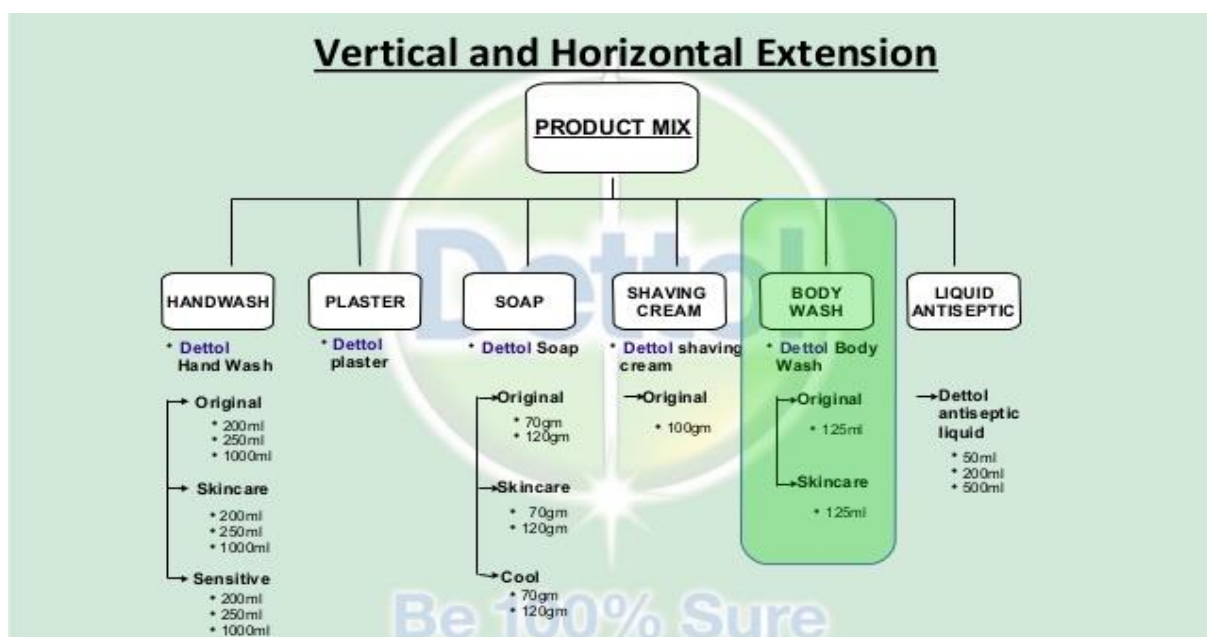 Vertical and Horizontal Extension
PRODUCT MIX
Dettol
HANDWASH
* Dettol
Hand Wash
Original
* 200ml
* 250ml
* 1000ml
Skincare
* 200ml
* 250ml
* 1000ml
Sensitive
* 200ml
* 250ml
* 1000ml
PLASTER
* Dettol
plaster
SOAP
* Dettol Soap
Original
* 70gm
* 120gm
Skincare
* 70gm
* 120gm
Cool
* 70gm
* 120gm
SHAVING
CREAM
* Dettol shaving
cream
Original
* 100gm
BODY
WASH
* Dettol Body
Wash
Original
* 125ml
Skincare
* 125ml
LIQUID
ANTISEPTIC
Dettol
antiseptic
liquid
* 50ml
* 200ml
* 500ml
Be 100% Sure